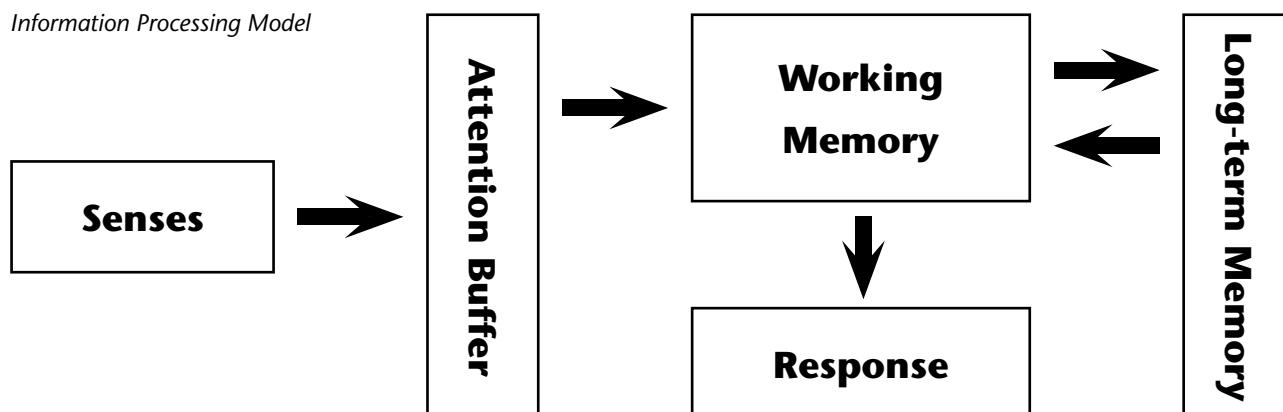 Information Processing Model
Senses
Attention Buffer
Working
Memory
Response
Long-term Memory